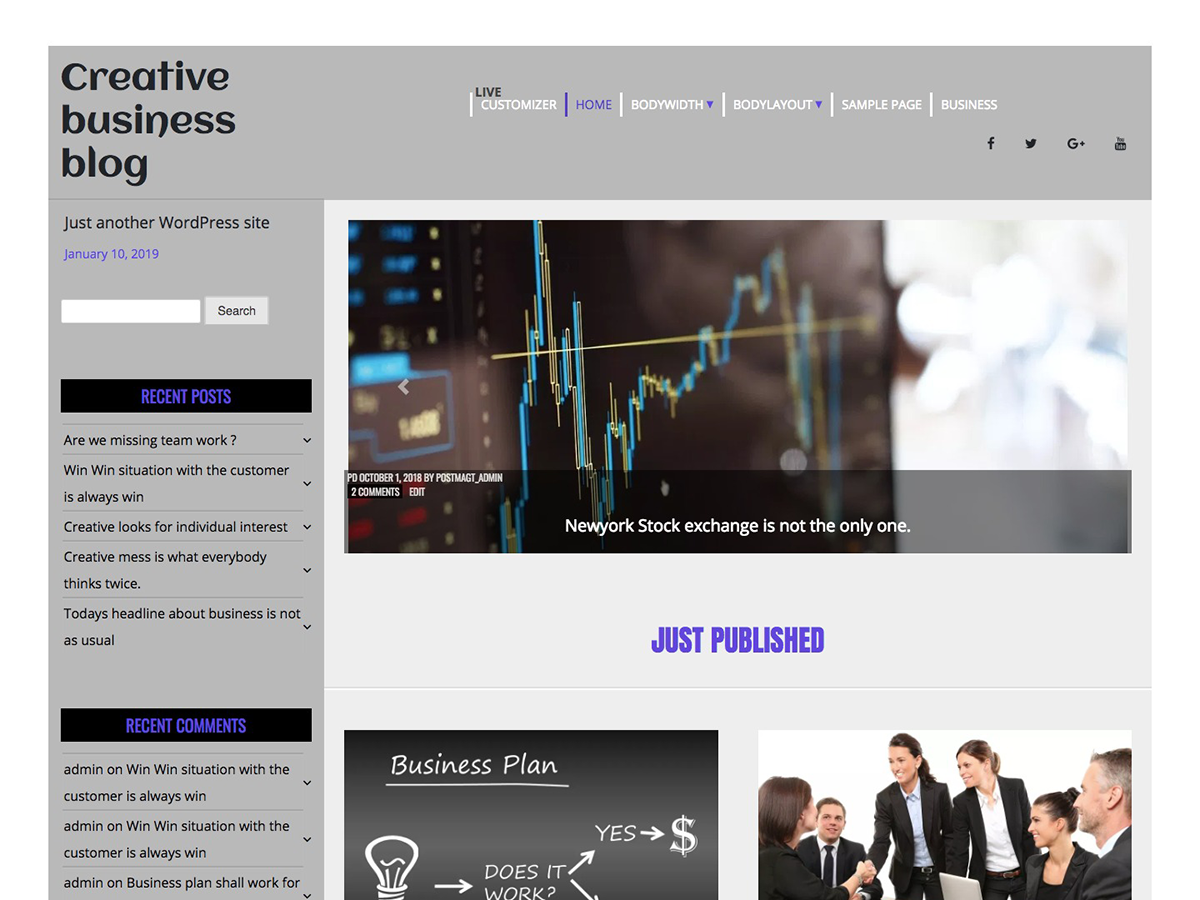 Creative
business
blog
LIVE
CUSTOMIZER
HOME
BODYWIDTH ▼
BODYLAYOUT ▼
SAMPLE PAGE
BUSINESS
Just another WordPress site
January 10, 2019
Search
RECENT POSTS
Are we missing team work ?
Win Win situation with the customer
is always win
Creative looks for individual interest
Creative mess is what everybody
thinks twice.
Todays headline about business is not
as usual
RECENT COMMENTS
admin on Win Win situation with the
customer is always win
admin on Win Win situation with the
customer is always win
admin on Business plan shall work for
PD OCTOBER 1, 2018 BY POSTMAGT_ADMIN
2 COMMENTS EDIT
Newyork Stock exchange is not the only one.
JUST PUBLISHED
Business Plan
YES
$
DOES IT
WORK?